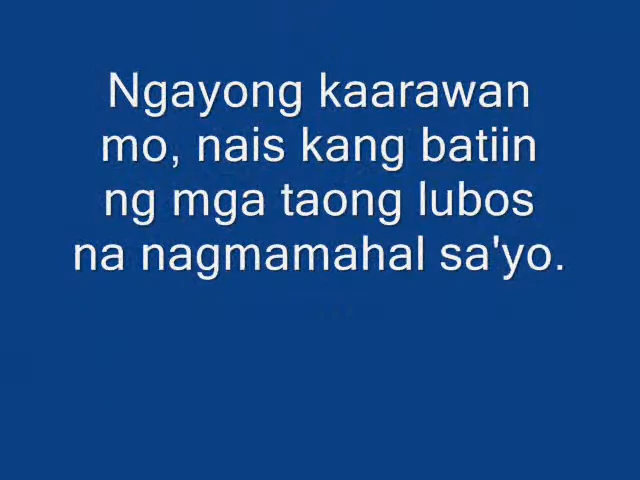 Ngayong kaarawan
mo, nais kang batiin
ng mga taong lubos
na nagmamahal sa'yo.